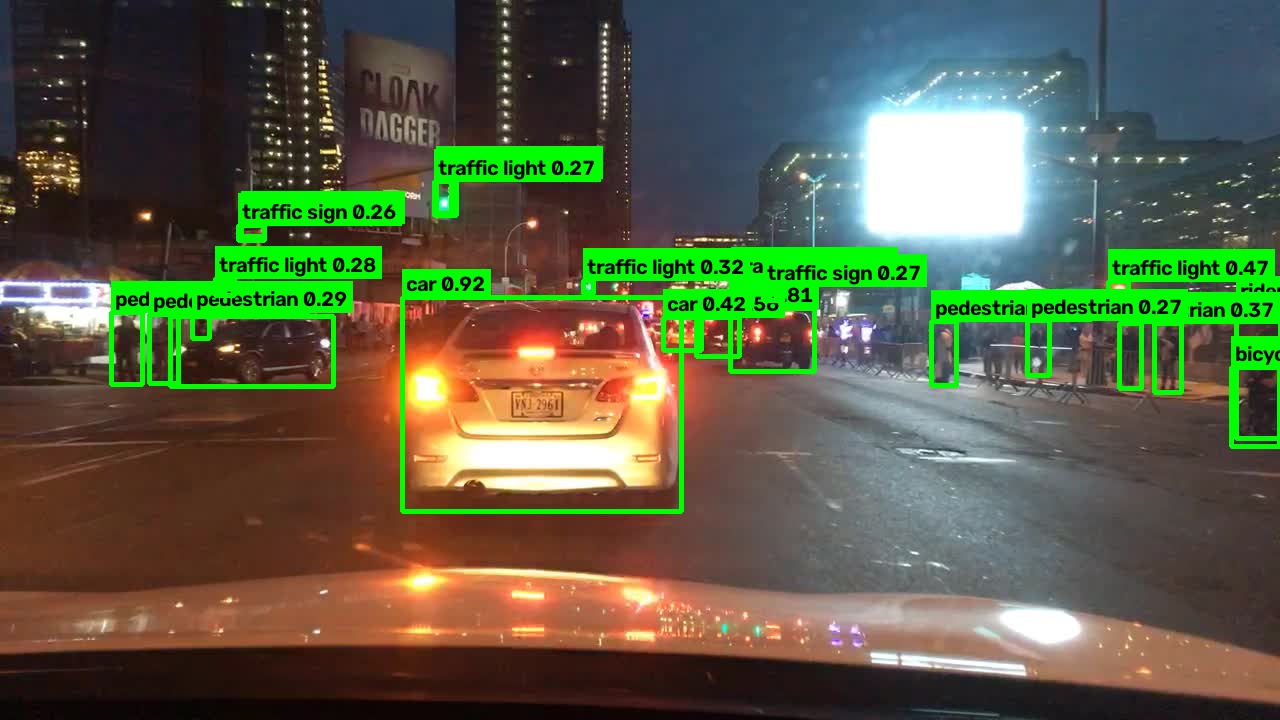 CLOAK
DAGGER
traffic light 0.27
traffic sign 0.26
traffic light 0.28
pedestrian 0.29
car 0.92
traffic light 0.32
traffic sign 0.27
car 0.42
.81
traffic light 0.47
pedestrian 0.27
rian 0.37
VNJ 2961